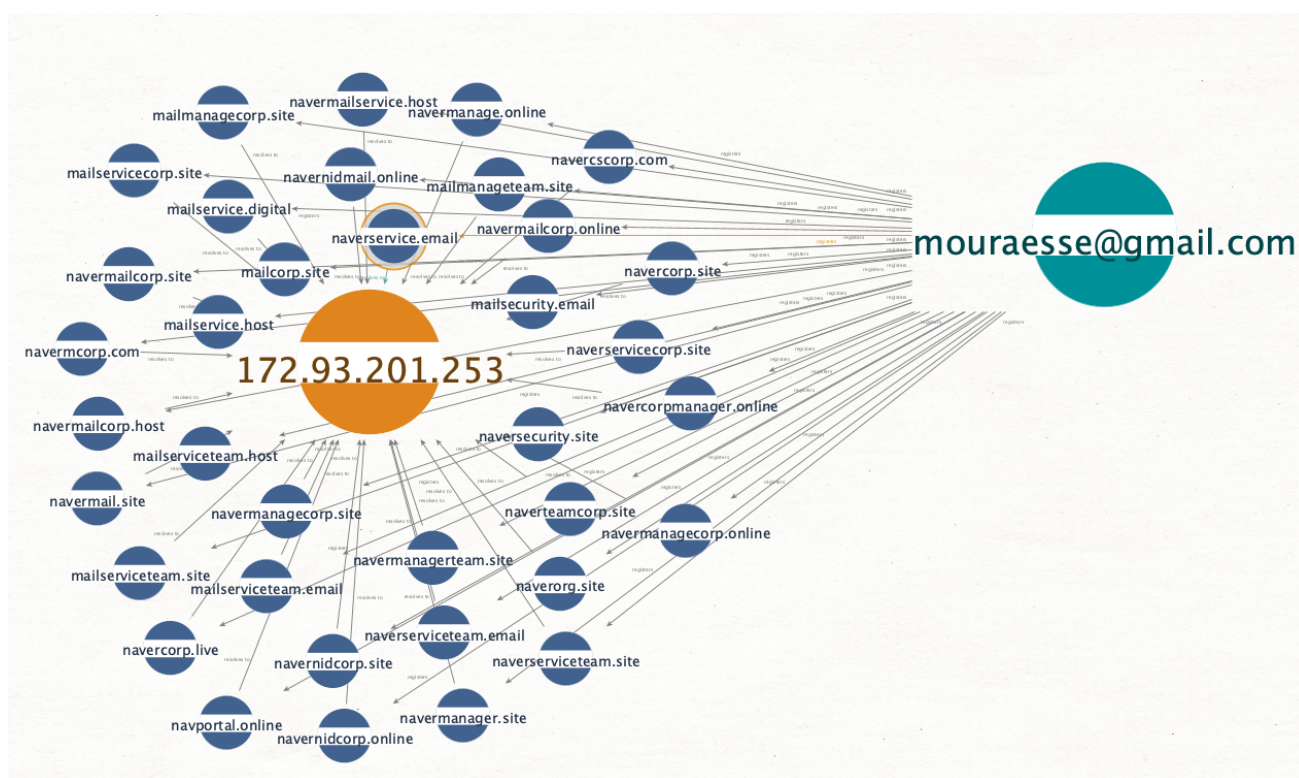 navermailservice.host
navermanage.online
mailmanagecorp.site
navercscorp.com
mailservicecorp.site
navernidmail.online
mailmanageteam.site
mailservice.digital
navermailcorp.online
naverservice.email
mouraesse@gmail.com
navermailcorp.site
mailcorp.site
navercorp.site
mailsecurity.email
mailservice.host
navermcorp.com
naverservicecorp.site
172.93.201.253
navercorpmanager.online
navermailcorp.host
naversecurity.site
mailserviceteam.host
navermail.site
navermanagecorp.site
naverteamcorp.site
navermanagecorp.online
navermanagerteam.site
mailserviceteam.site
mailserviceteam.email
naverorg.site
naverserviceteam.email
navercorp.live
navernidcorp.site
naverserviceteam.site
navermanager.site
navportal.online
navernidcorp.online
resolves to
registers